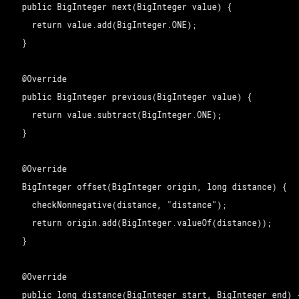 public BigInteger next(BigInteger value) {
return value.add(BigInteger.ONE);
}
@Override
public BigInteger previous(BigInteger value) {
return value.subtract(BigInteger.ONE);
}
@Override
BigInteger offset(BigInteger origin, long distance) {
checkNonnegative(distance, "distance");
return origin.add(BigInteger.valueOf(distance));
}
@Override
public long distance(BigInteger start, BigInteger end)